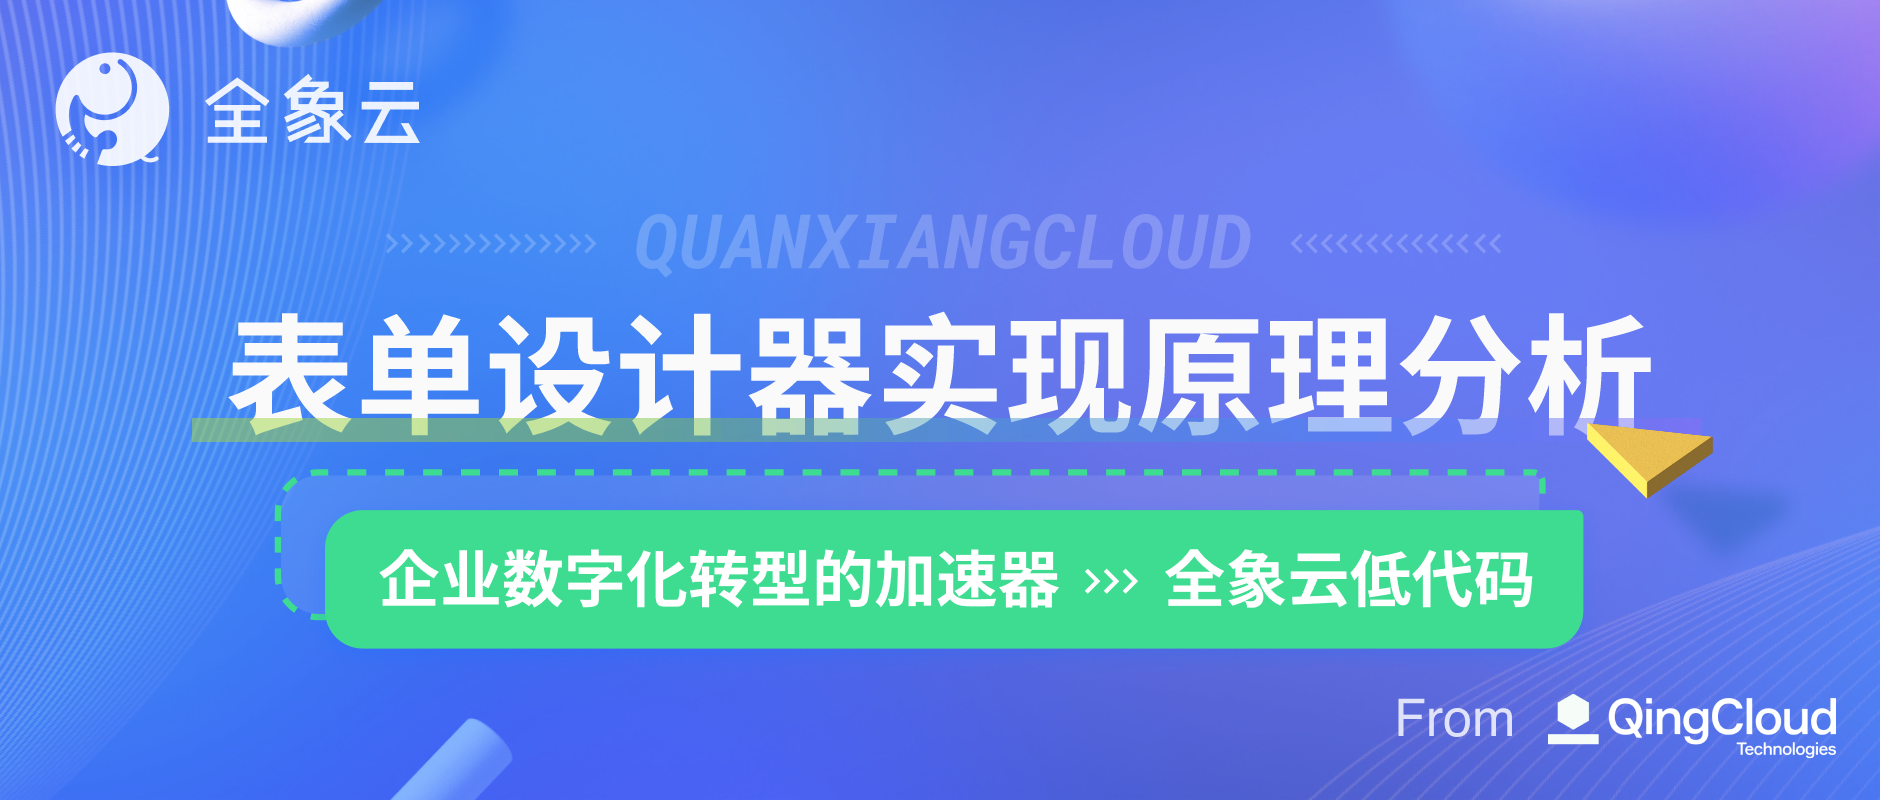 全象云
QUANXIANGCLOUD
表单设计器实现原理分析
企业数字化转型的加速器 >>> 全象云低代码
From QingCloud
Technologies